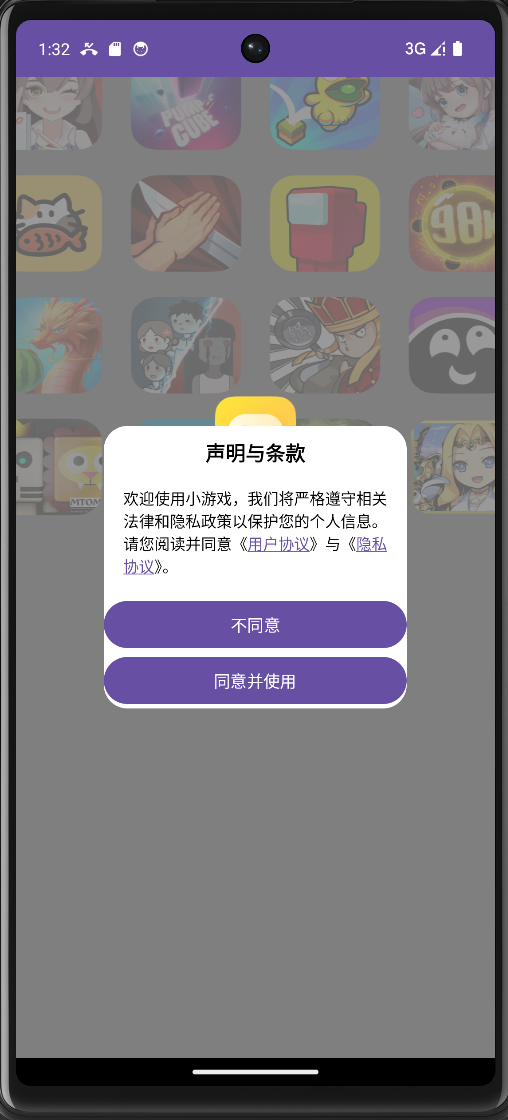 1:32
3G
PUSH
CUBE
98K
MTOM
声明与条款
欢迎使用小游戏，我们将严格遵守相关
法律和隐私政策以保护您的个人信息。
请您阅读并同意《用户协议》与《隐私
协议》。
不同意
同意并使用